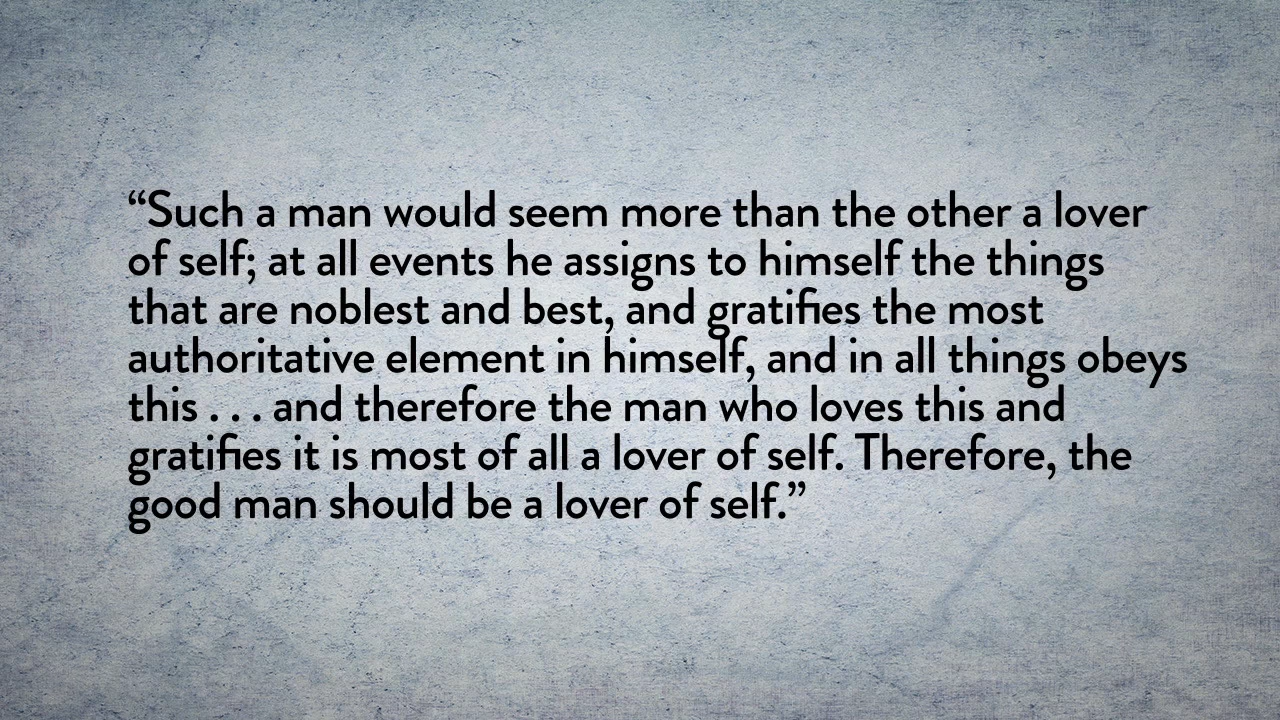 “Such a man would seem more than the other a lover
of self; at all events he assigns to himself the things
that are noblest and best, and gratifies the most
authoritative element in himself, and in all things obeys
this . . . and therefore the man who loves this and
gratifies it is most of all a lover of self. Therefore, the
good man should be a lover of self.”